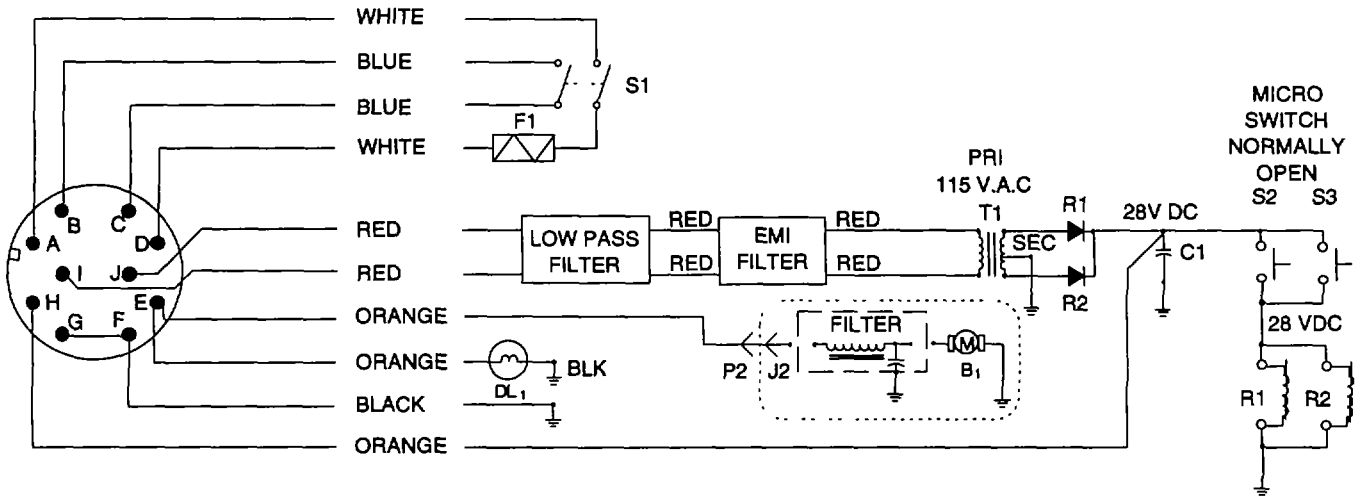 WHITE
BLUE
S1
BLUE
F1
WHITE
MICRO
SWITCH
NORMALLY
OPEN
S2 S3
PRI
115 V.A.C
T1
R1
28V DC
SEC
C1
R2
B
C
A
D
I
J
H
E
G
F
RED
RED
LOW PASS
FILTER
RED
RED
EMI
FILTER
RED
RED
ORANGE
FILTER
P2 J2
M
B1
28 VDC
R1 R2
ORANGE
DL1
BLK
BLACK
ORANGE